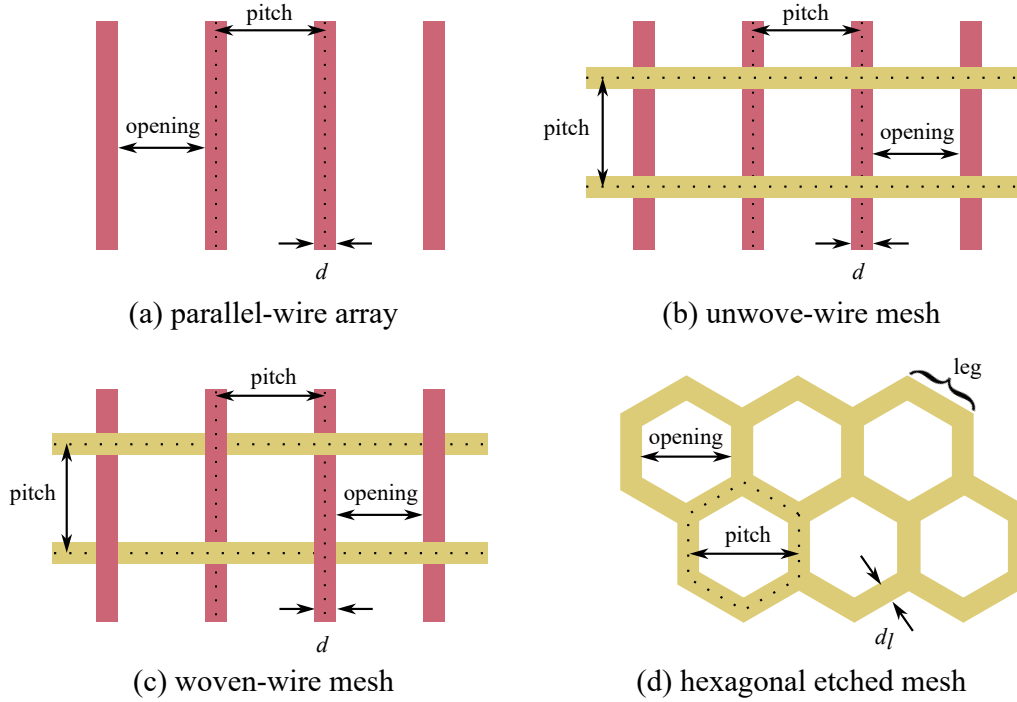 pitch
opening
d
(a) parallel-wire array
pitch
pitch
opening
d
(b) unwove-wire mesh
pitch
pitch
opening
d
(c) woven-wire mesh
leg
opening
pitch
d_l
(d) hexagonal etched mesh